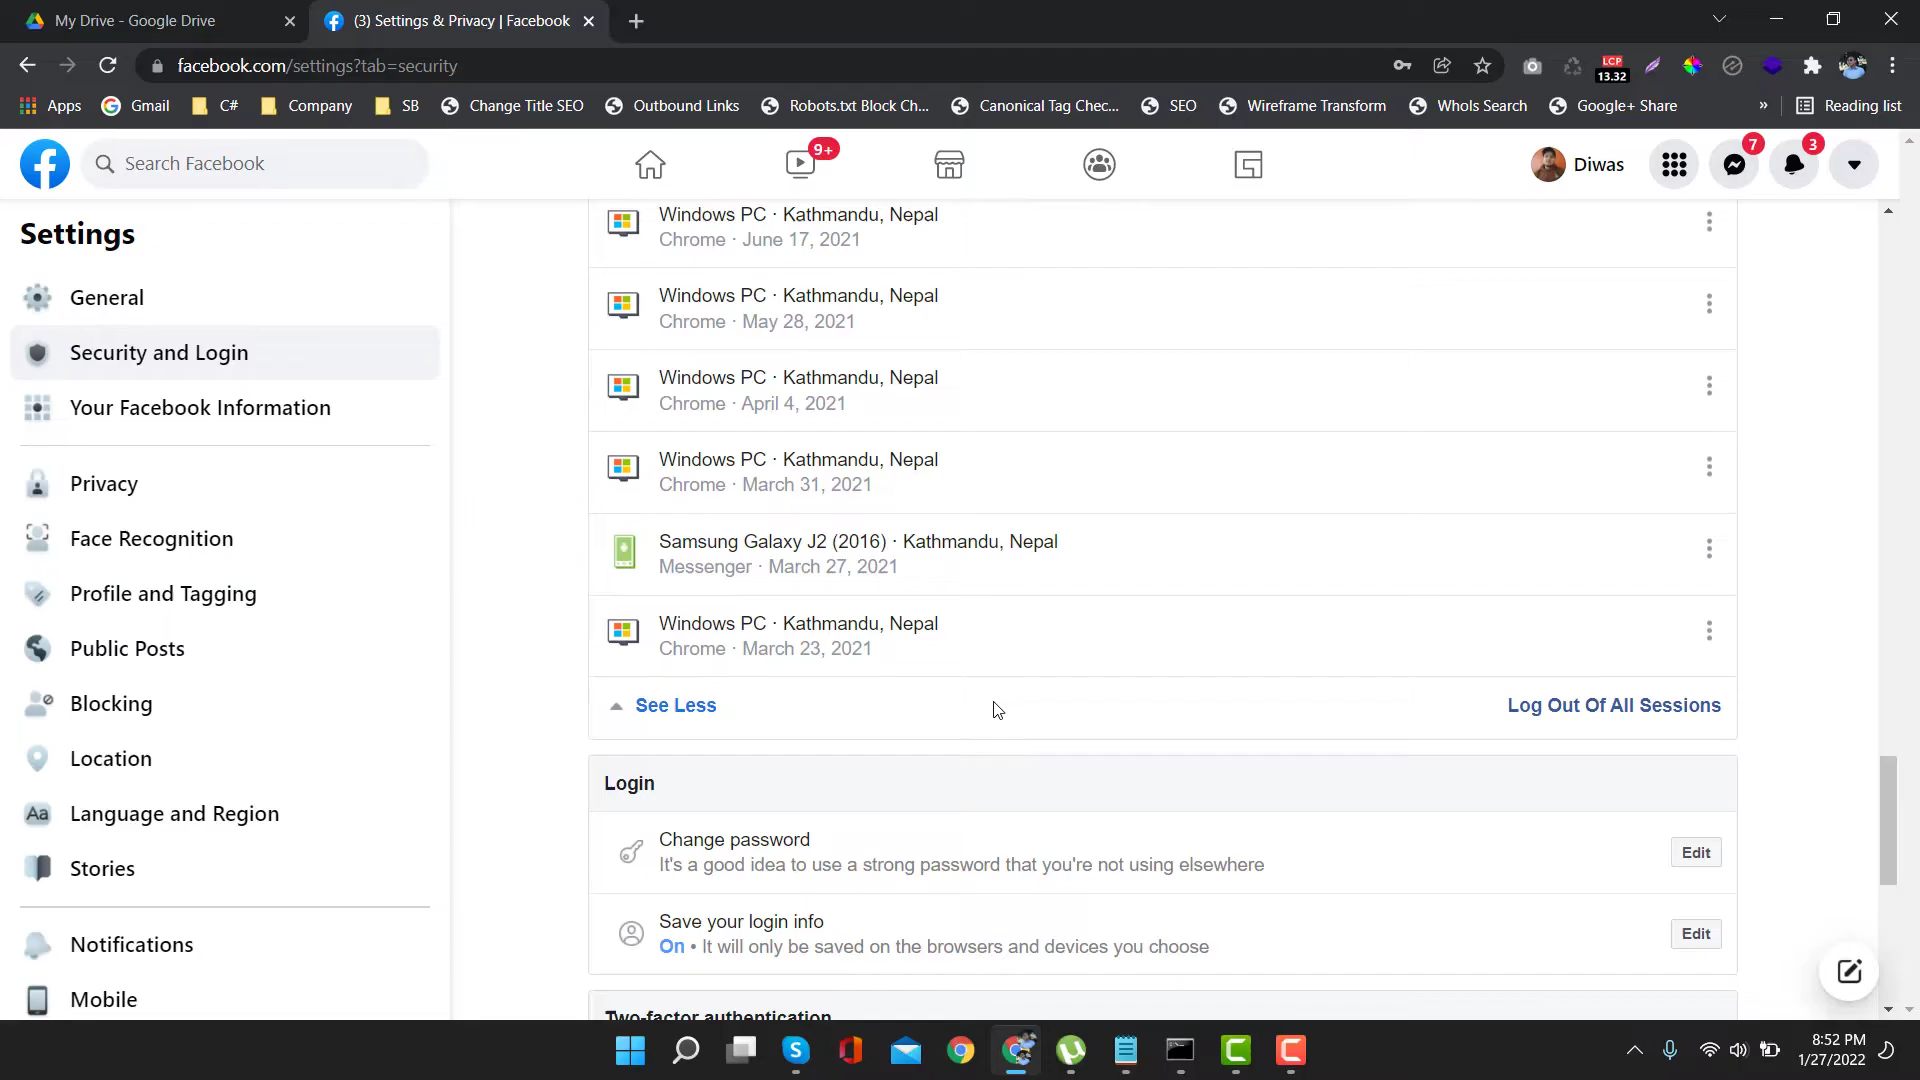 My Drive - Google Drive
(3) Settings & Privacy | Facebook
facebook.com/settings?tab=security
LCP
13.32
Apps
Gmail
C#
Company
SB
Change Title SEO
Outbound Links
Robots.txt Block Ch...
Canonical Tag Chec...
SEO
Wireframe Transform
WhoIs Search
Google+ Share
»
Reading list
Search Facebook
9+
Diwas
7
3
Settings
General
Security and Login
Your Facebook Information
Privacy
Face Recognition
Profile and Tagging
Public Posts
Blocking
Location
Aa
Language and Region
Stories
Notifications
Mobile
Windows PC · Kathmandu, Nepal
Chrome · June 17, 2021
Windows PC · Kathmandu, Nepal
Chrome · May 28, 2021
Windows PC · Kathmandu, Nepal
Chrome · April 4, 2021
Windows PC · Kathmandu, Nepal
Chrome · March 31, 2021
Samsung Galaxy J2 (2016) · Kathmandu, Nepal
Messenger · March 27, 2021
Windows PC · Kathmandu, Nepal
Chrome · March 23, 2021
See Less
Log Out Of All Sessions
Login
Change password
It's a good idea to use a strong password that you're not using elsewhere
Edit
Save your login info
On • It will only be saved on the browsers and devices you choose
Edit
Two-factor authentication
8:52 PM
1/27/2022